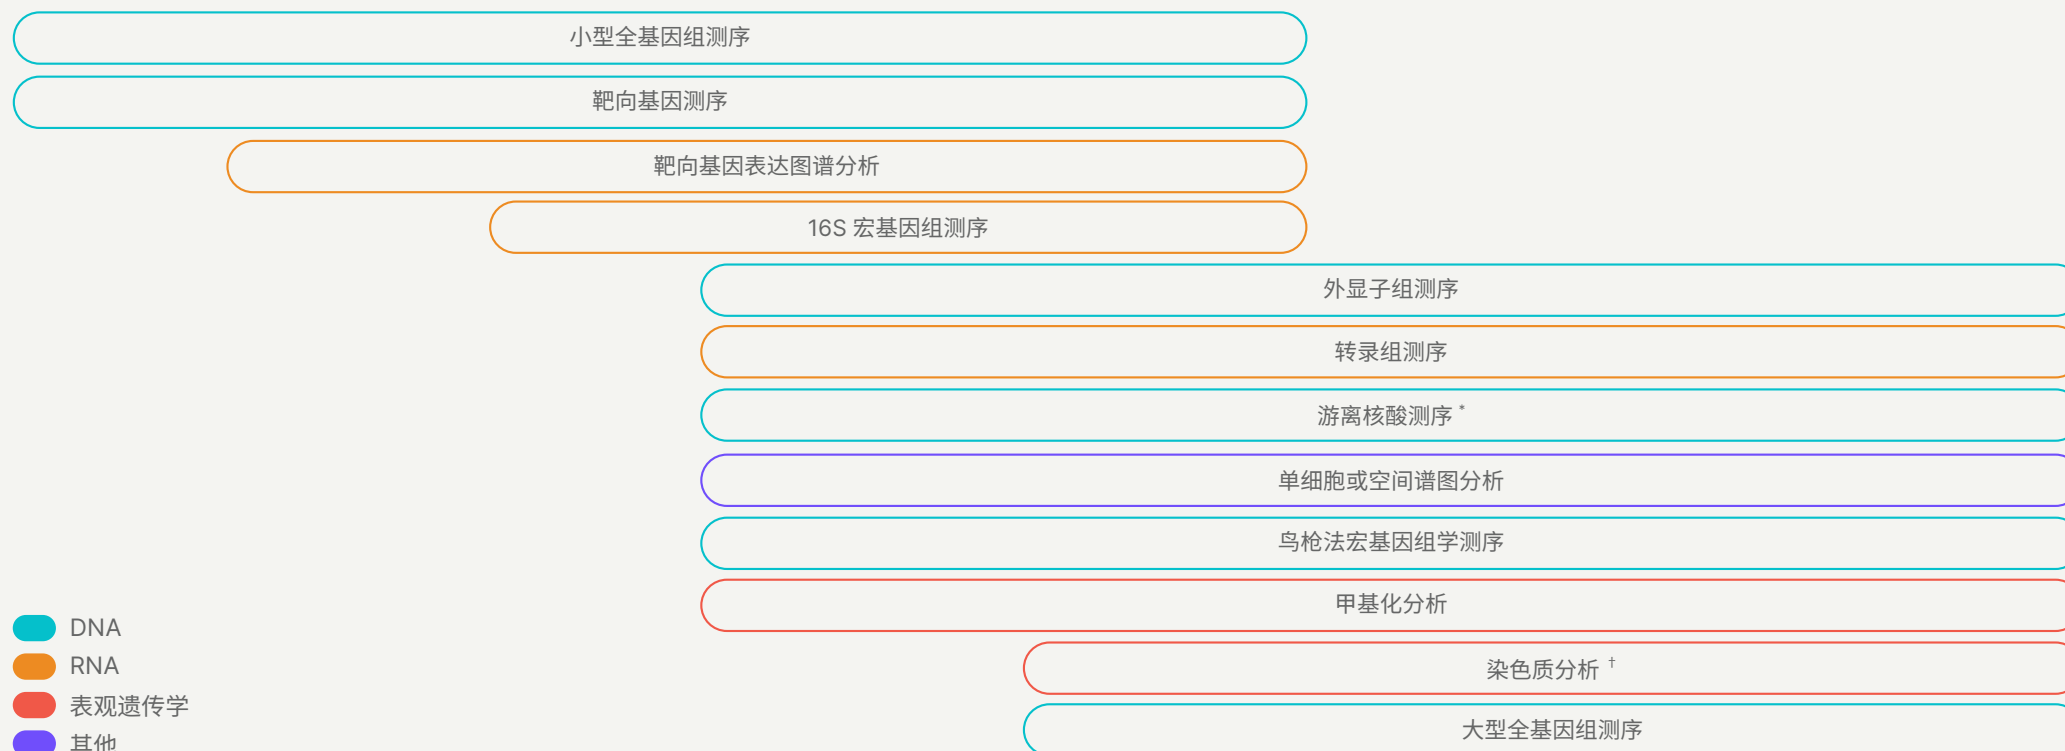 小型全基因组测序
靶向基因测序
靶向基因表达图谱分析
16S 宏基因组测序
外显子组测序
转录组测序
游离核酸测序 *
单细胞或空间谱图分析
鸟枪法宏基因组学测序
甲基化分析
染色质分析 †
大型全基因组测序
DNA
RNA
表观遗传学
其他